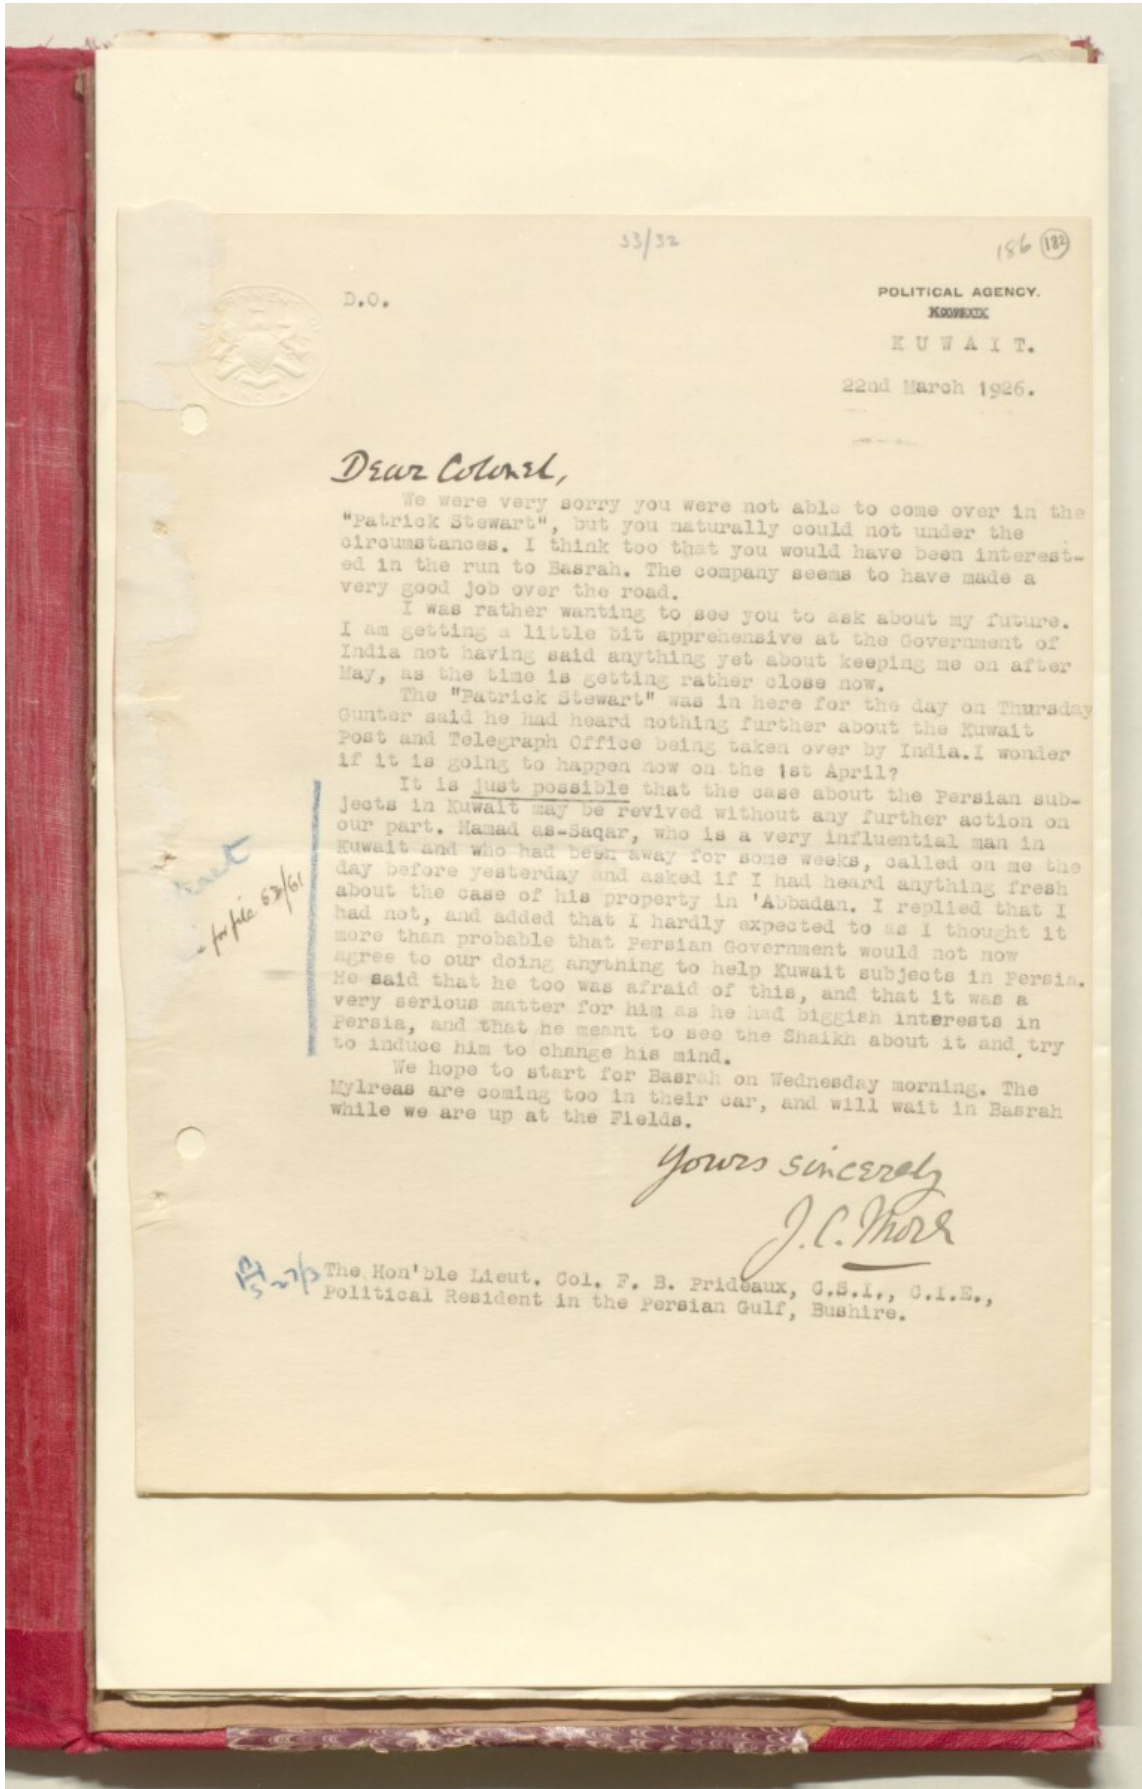 33/32
186 182
D.O.
POLITICAL AGENCY.
KUWAIT.
22nd March 1926.
Dear Colonel,
We were very sorry you were not able to come over in the
"Patrick Stewart", but you naturally could not under the
circumstances. I think too that you would have been interest-
ed in the run to Basrah. The company seems to have made a
very good job over the road.
I was rather wanting to see you to ask about my future.
I am getting a little bit apprehensive at the Government of
India not having said anything yet about keeping me on after
May, as the time is getting rather close now.
The "Patrick Stewart" was in here for the day on Thursday
Gunter said he had heard nothing further about the Kuwait
Post and Telegraph Office being taken over by India.I wonder
if it is going to happen now on the 1st April?
It is just possible that the case about the Persian sub-
jects in Kuwait may be revived without any further action on
our part. Hamad as-Saqar, who is a very influential man in
Kuwait and who had been away for some weeks, called on me the
day before yesterday and asked if I had heard anything fresh
about the case of his property in 'Abbadan. I replied that I
had not, and added that I hardly expected to as I thought it
more than probable that Persian Government would not now
agree to our doing anything to help Kuwait subjects in Persia.
He said that he too was afraid of this, and that it was a
very serious matter for him as he had biggish interests in
Persia, and that he meant to see the Shaikh about it and try
to induce him to change his mind.
We hope to start for Basrah on Wednesday morning. The
Mylreas are coming too in their car, and will wait in Basrah
while we are up at the Fields.
for file
Yours sincerely
J.C. More
27/3
The Hon'ble Lieut. Col. F. B. Prideaux, C.S.I., C.I.E.,
Political Resident in the Persian Gulf, Bushire.